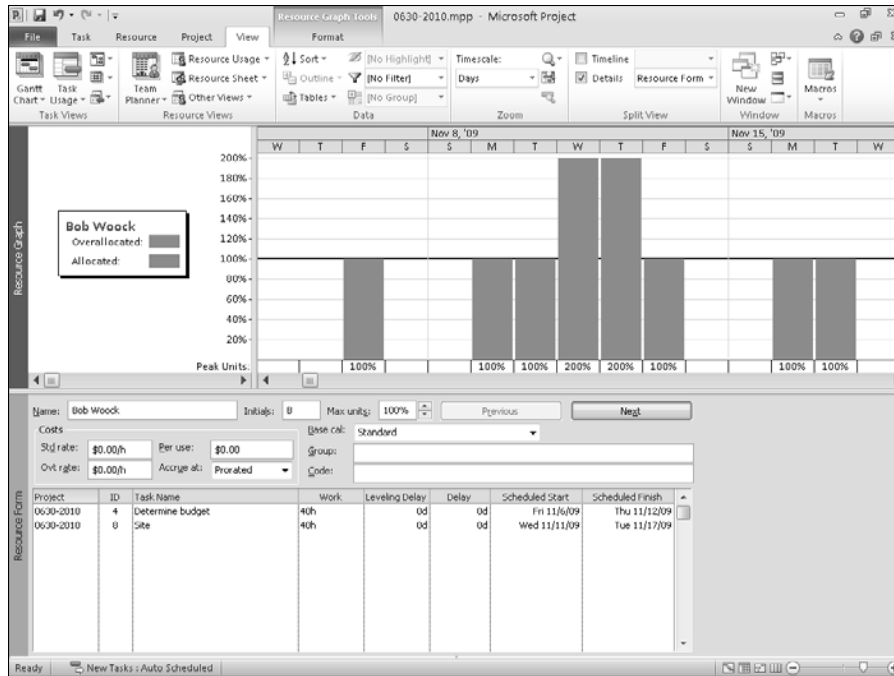 Resource Graph Tools 0630-2010.mpp - Microsoft Project
File Task Resource Project View Format
Gantt Chart Task Usage Team Planner Resource Usage Resource Sheet Other Views Sort Outline Tables [No Highlight] [No Filter] [No Group] Timescale: Days Timeline Details Resource Form New Window Macros
Task Views Resource Views Data Zoom Split View Window Macros
Nov 8, '09 Nov 15, '09
W T F S S M T W T F S S M T W
200%
180%
160%
140%
120%
100%
80%
60%
40%
20%
Bob Woock
Overallocated:
Allocated:
Resource Graph
Peak Units: 100% 100% 100% 200% 200% 100% 100% 100%
Name: Bob Woock Initials: B Max units: 100% Previous Next
Costs Base cal: Standard
Std rate: $0.00/h Per use: $0.00 Group:
Ovt rate: $0.00/h Accrue at: Prorated Code:
Resource Form
Project ID Task Name Work Leveling Delay Delay Scheduled Start Scheduled Finish
0630-2010 4 Determine budget 40h 0d 0d Fri 11/6/09 Thu 11/12/09
0630-2010 8 Site 40h 0d 0d Wed 11/11/09 Tue 11/17/09
Ready New Tasks : Auto Scheduled